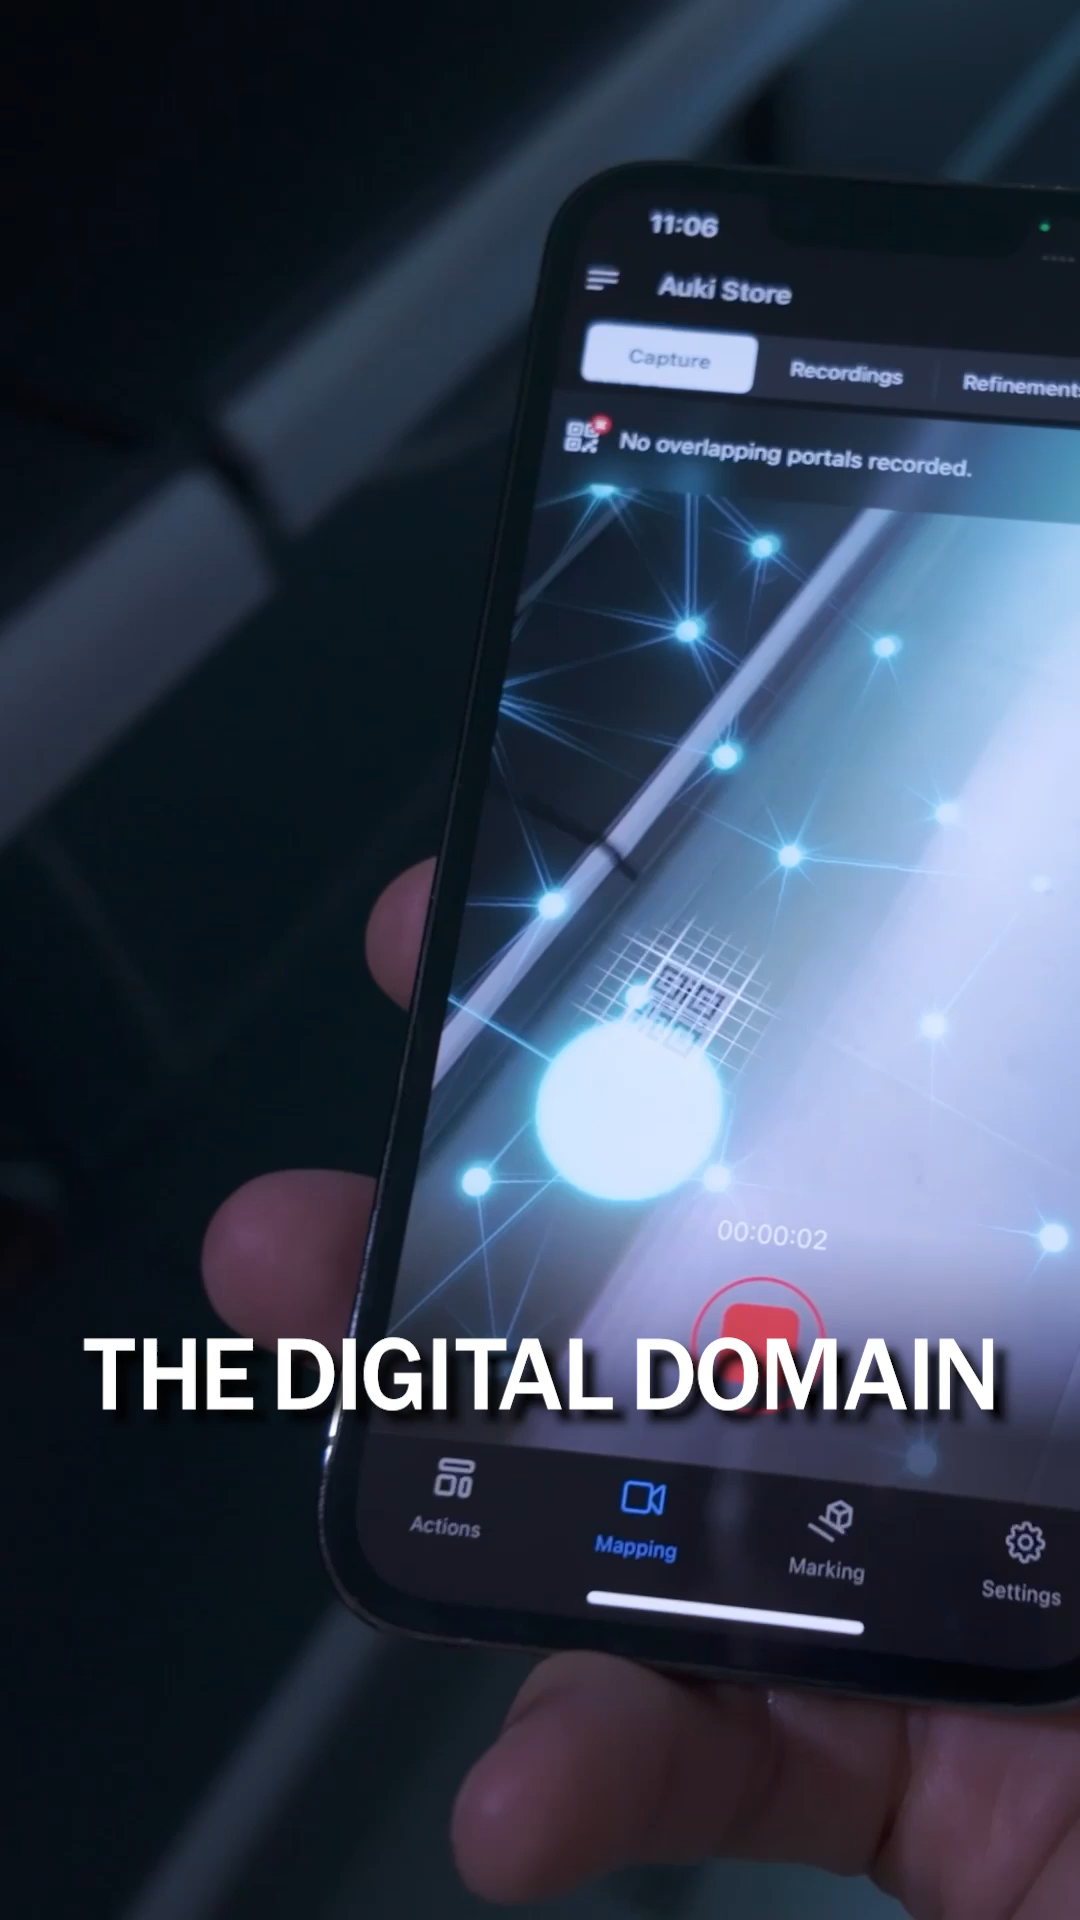 11:06
Auki Store
Capture
Recordings
Refinements
No overlapping portals recorded.
00:00:02
THE DIGITAL DOMAIN
Actions
Mapping
Marking
Settings